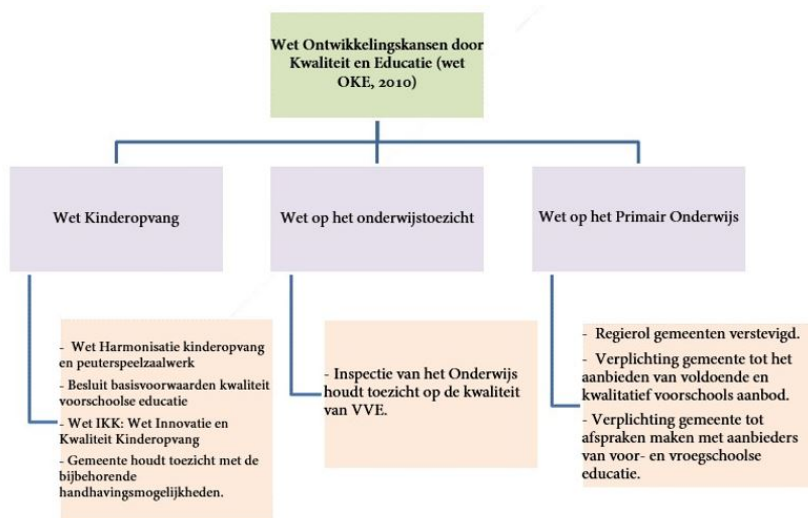 Wet Ontwikkelingskansen door
Kwaliteit en Educatie (wet
OKE, 2010)
Wet Kinderopvang
Wet op het onderwijstoezicht
Wet op het Primair Onderwijs
- Wet Harmonisatie kinderopvang
en peuterspeelzaalwerk
- Besluit basisvoorwaarden kwaliteit
voorschoolse educatie
- Wet IKK: Wet Innovatie en
Kwaliteit Kinderopvang
- Gemeente houdt toezicht met de
bijbehorende
handhavingsmogelijkheden.
- Inspectie van het Onderwijs
houdt toezicht op de kwaliteit
van VVE.
- Regierol gemeenten verstevigd.
- Verplichting gemeente tot het
aanbieden van voldoende en
kwalitatief voorschools aanbod.
- Verplichting gemeente tot
afspraken maken met aanbieders
van voor- en vroegschoolse
educatie.